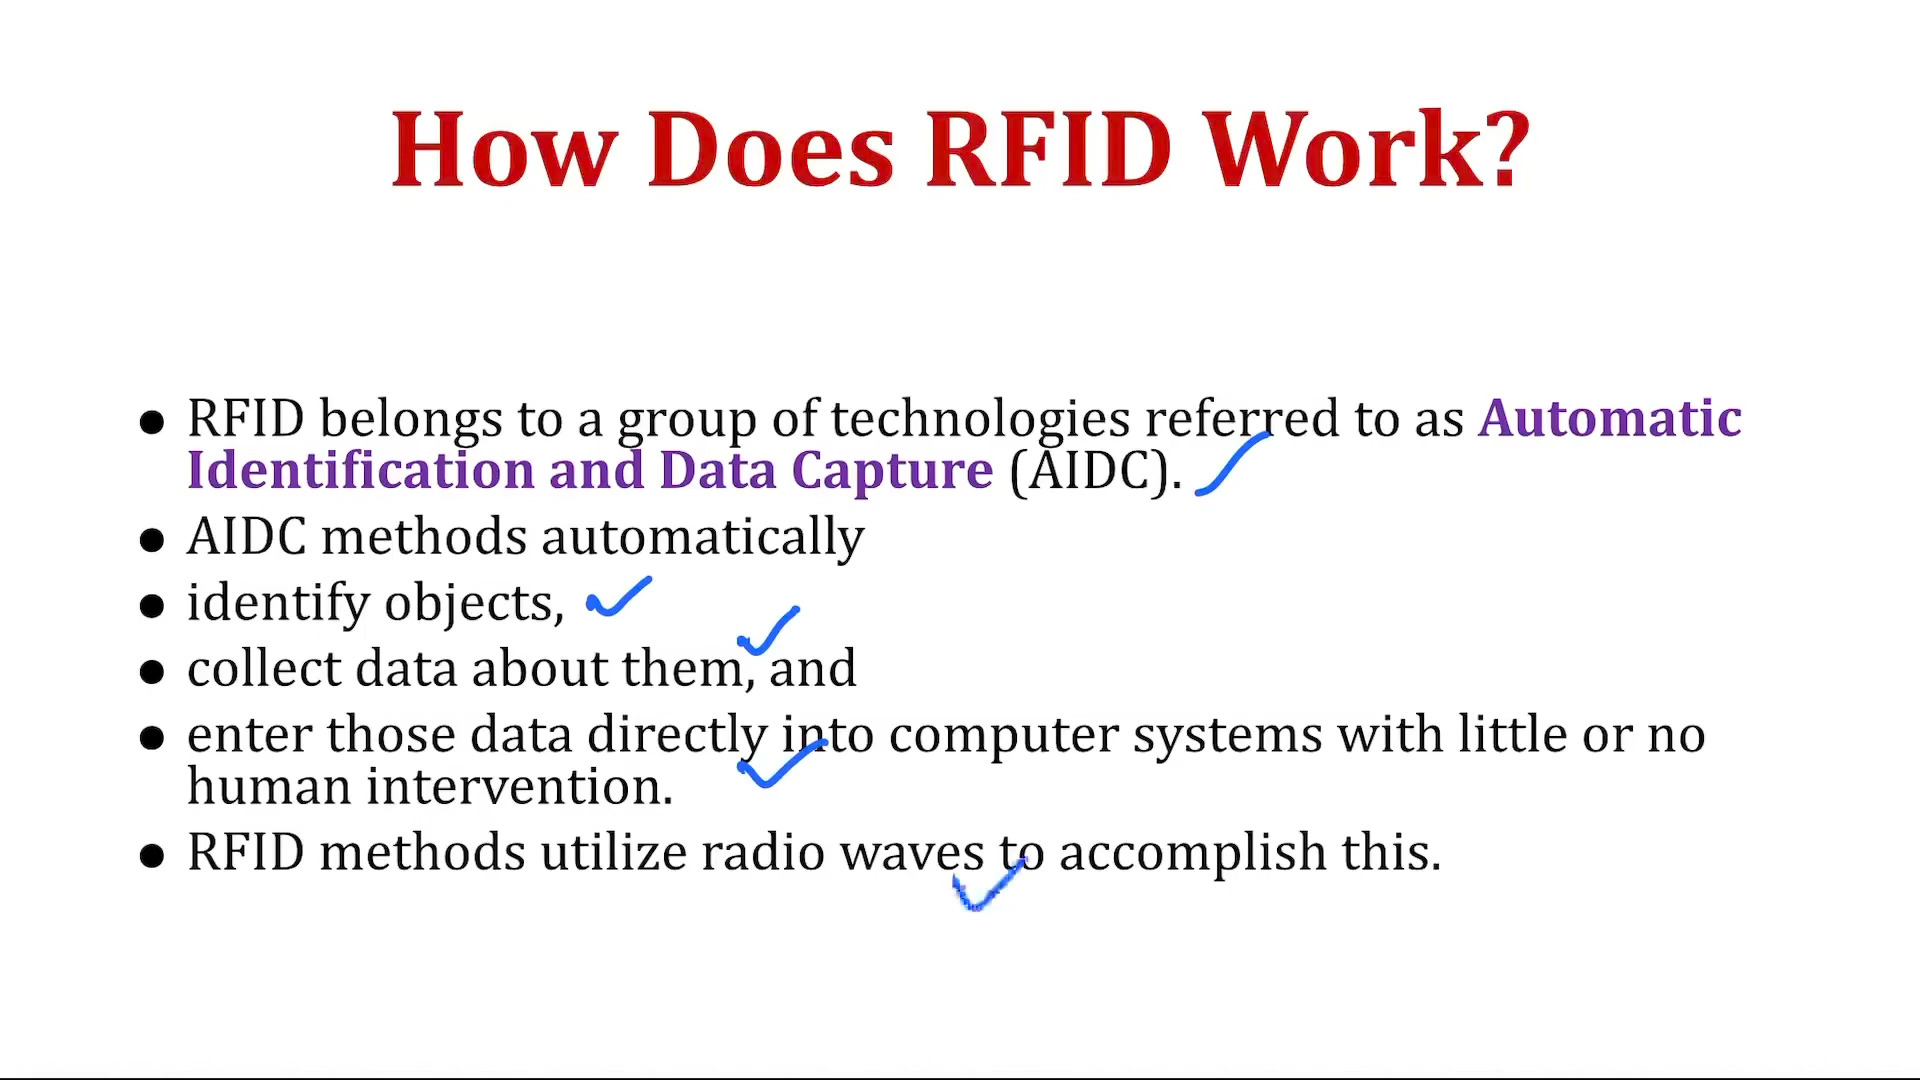 How Does RFID Work?
● RFID belongs to a group of technologies referred to as Automatic
Identification and Data Capture (AIDC).
● AIDC methods automatically
● identify objects,
● collect data about them, and
● enter those data directly into computer systems with little or no
human intervention.
● RFID methods utilize radio waves to accomplish this.